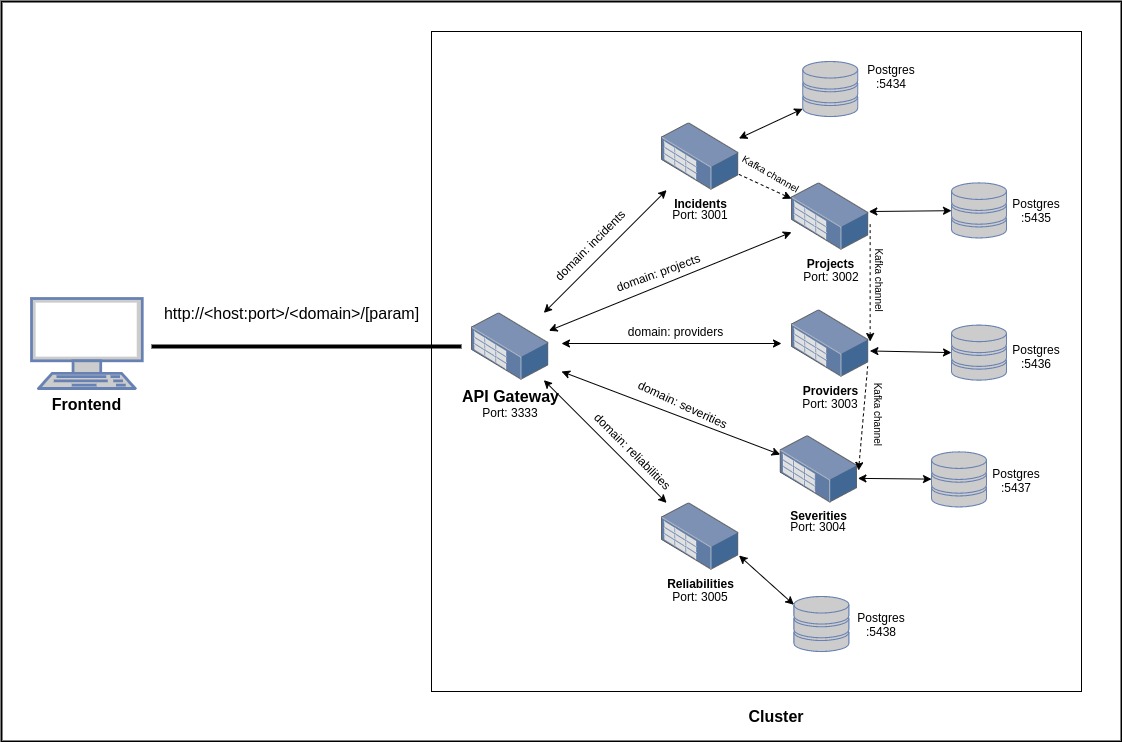 Postgres
:5434
Kafka channel
Incidents
Port: 3001
Postgres
:5435
domain: incidents
Projects
Port: 3002
domain: projects
Kafka channel
http://<host:port>/<domain>/[param]
domain: providers
Postgres
:5436
Frontend
API Gateway
Port: 3333
Providers
Port: 3003
domain: severities
Kafka channel
domain: reliabilities
Postgres
:5437
Severities
Port: 3004
Reliabilities
Port: 3005
Postgres
:5438
Cluster